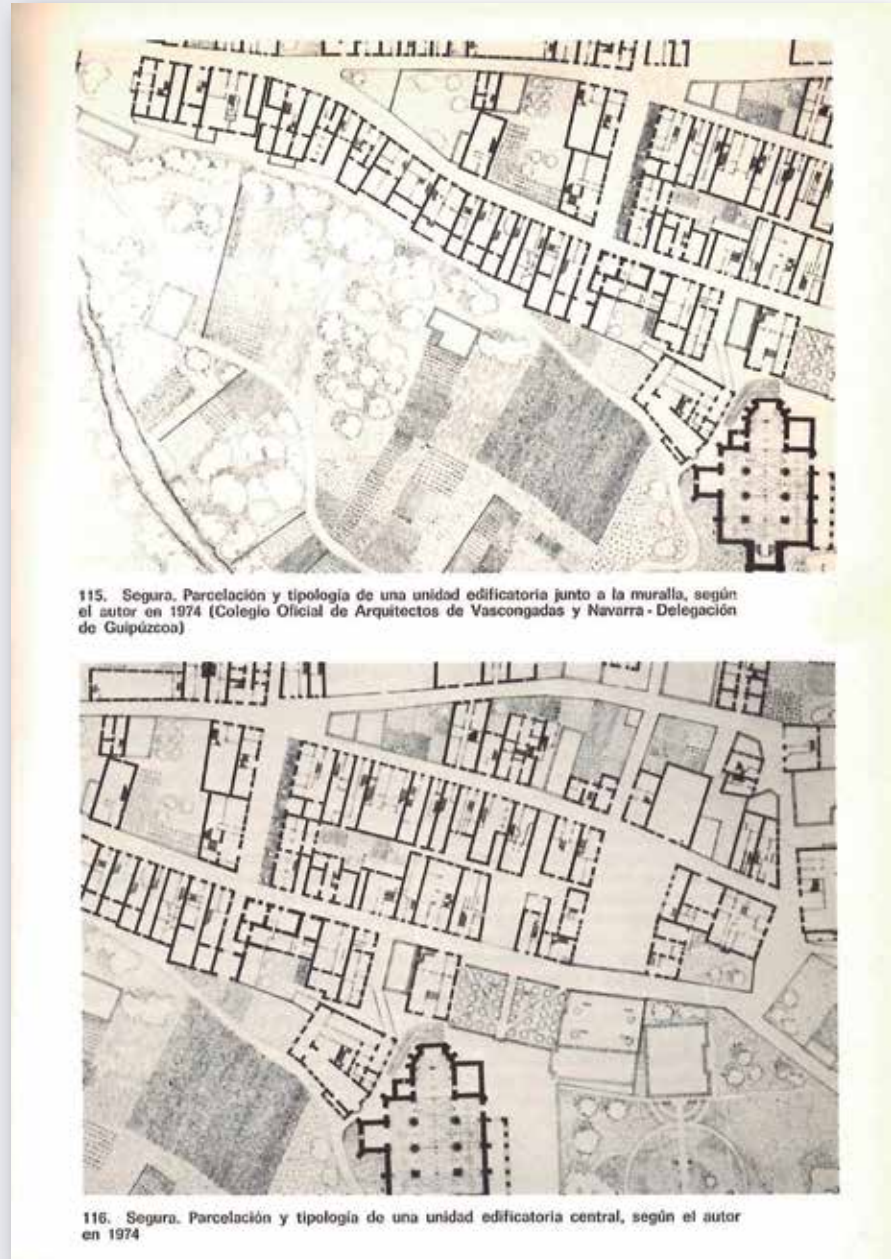 115. Segura. Parcelación y tipología de una unidad edificatoria junto a la muralla, según
el autor en 1974 (Colegio Oficial de Arquitectos de Vascongadas y Navarra - Delegación
de Guipúzcoa)
116. Segura. Parcelación y tipología de una unidad edificatoria central, según el autor
en 1974